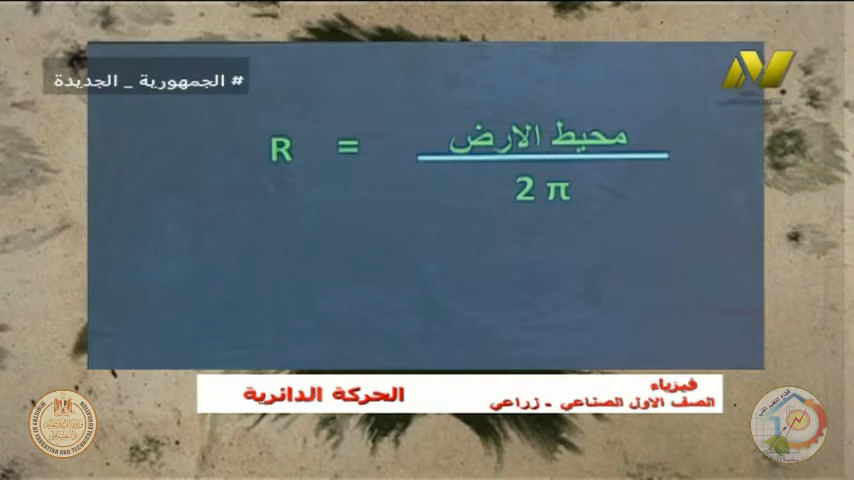 # الجمهورية _ الجديدة
R = محيط الارض
2 π
فيزياء
الصف الاول الصناعي - زراعي
الحركة الدائرية